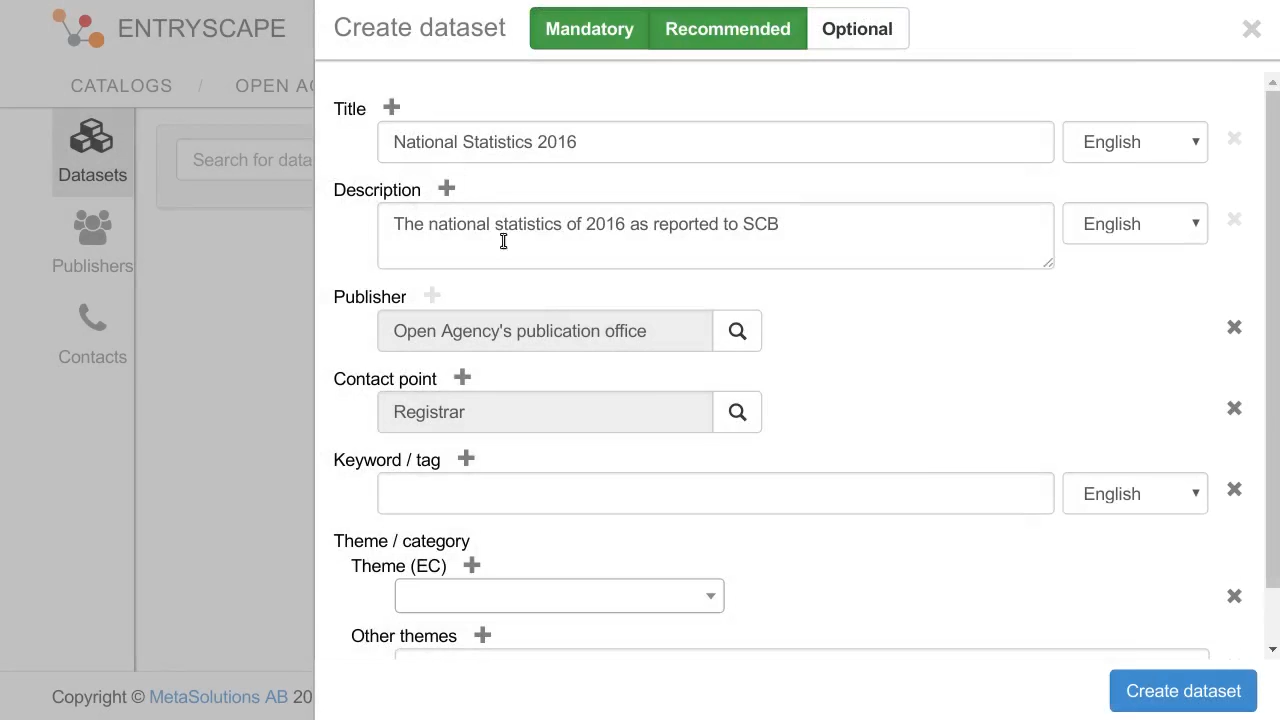 ENTRYSCAPE
Create dataset
Mandatory
Recommended
Optional
CATALOGS / OPEN
Datasets
Publishers
Contacts
Search for
Title
National Statistics 2016
English
Description
The national statistics of 2016 as reported to SCB
English
Publisher
Open Agency's publication office
Contact point
Registrar
Keyword / tag
English
Theme / category
Theme (EC)
Other themes
Copyright © MetaSolutions AB
Create dataset